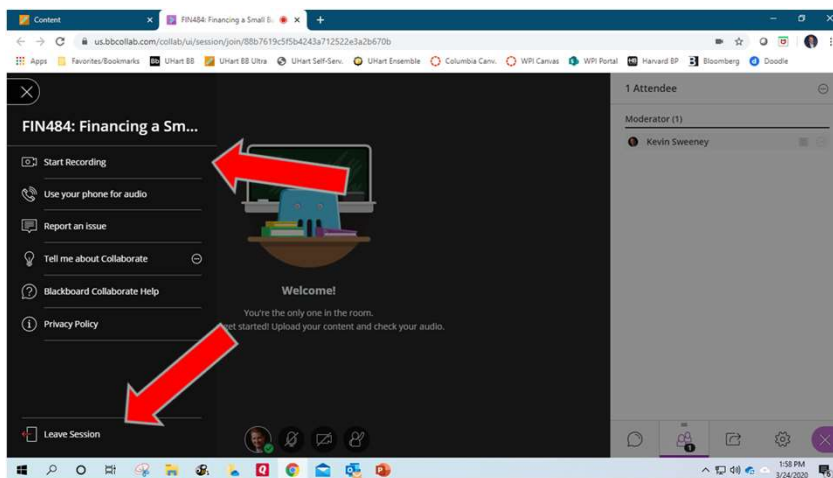 Content
FIN484: Financing a Small B
us.bbcollab.com/collab/ui/session/join/88b7619c5f5b4243a712522e3a2b670b
Apps Favorites/Bookmarks Bb UHart BB UHart BB Ultra UHart Self-Serv. UHart Ensemble Columbia Canv. WPI Canvas WPI Portal Harvard BP Bloomberg Doodle
FIN484: Financing a Sm...
Start Recording
Use your phone for audio
Report an issue
Tell me about Collaborate
Blackboard Collaborate Help
Privacy Policy
Leave Session
Welcome!
You're the only one in the room.
get started! Upload your content and check your audio.
1 Attendee
Moderator (1)
Kevin Sweeney
1
1:58 PM
3/24/2020